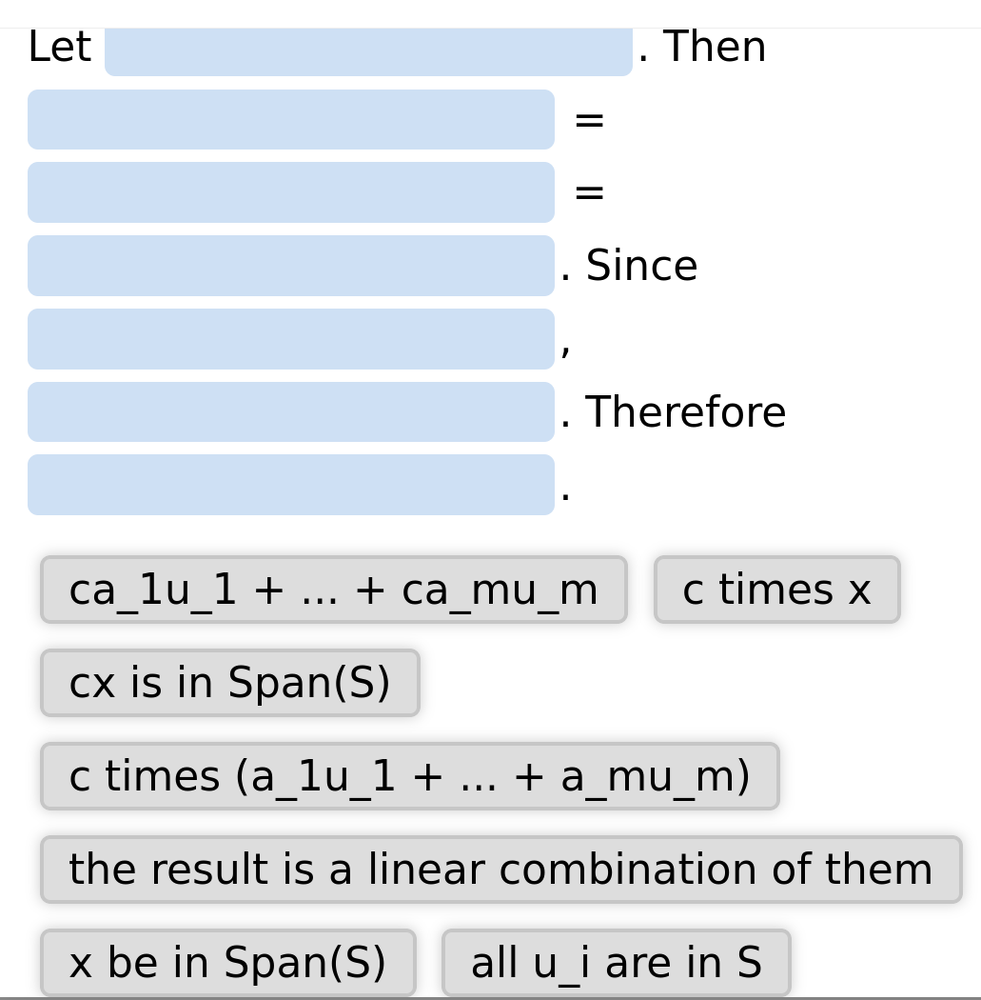 Let . Then
=
=
. Since
,
. Therefore
.
ca_1u_1 + ... + ca_mu_m c times x
cx is in Span(S)
c times (a_1u_1 + ... + a_mu_m)
the result is a linear combination of them
x be in Span(S) all u_i are in S